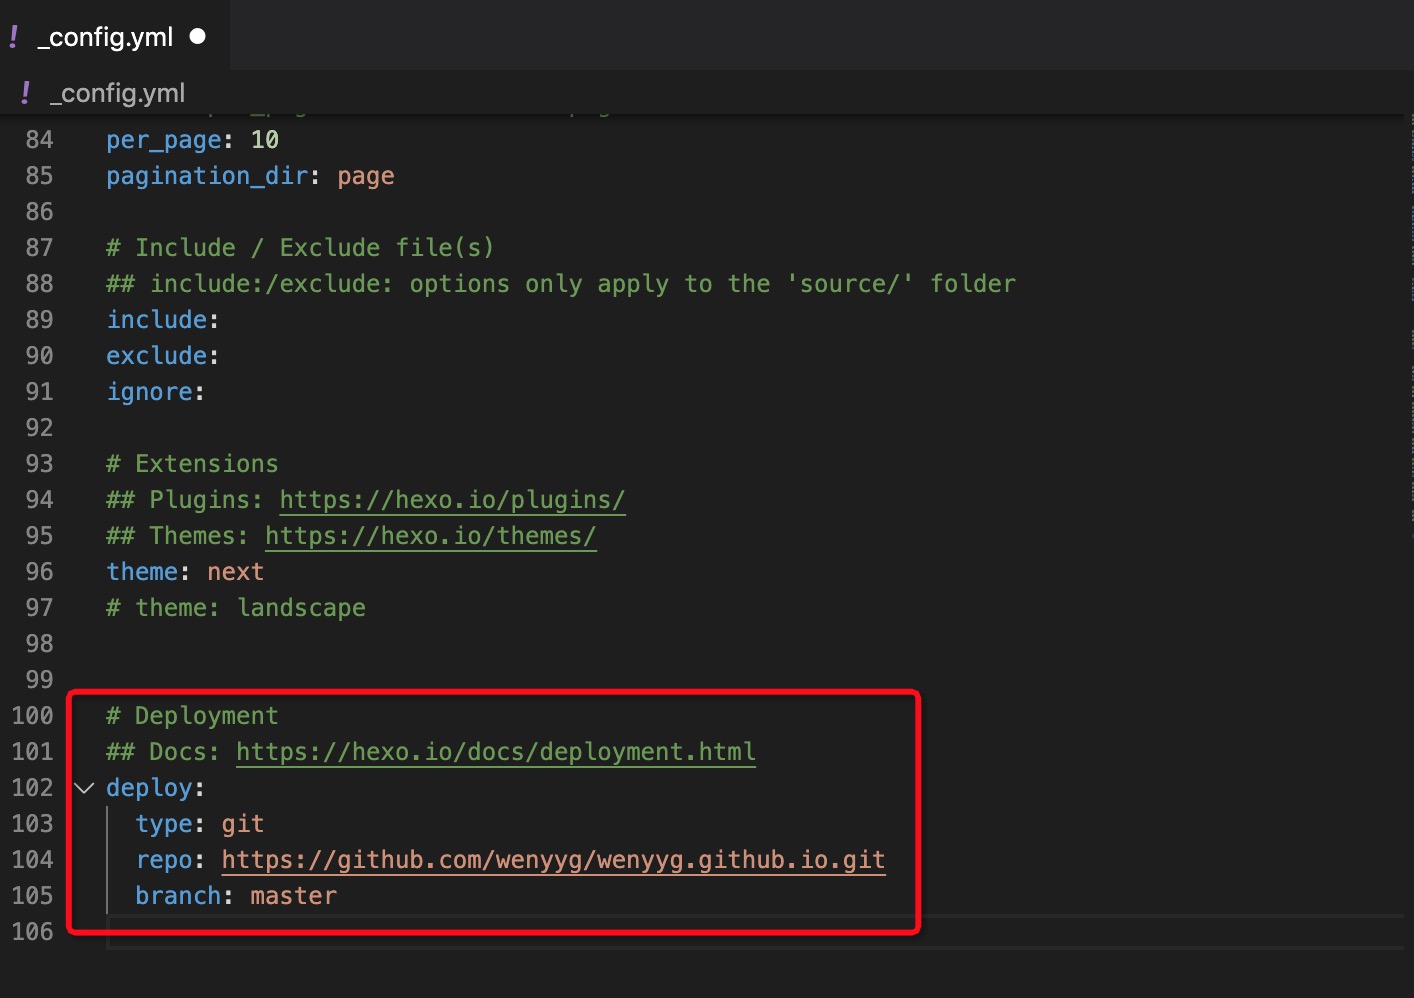 ! _config.yml
! _config.yml
84 per_page: 10
85 pagination_dir: page
86
87 # Include / Exclude file(s)
88 ## include:/exclude: options only apply to the 'source/' folder
89 include:
90 exclude:
91 ignore:
92
93 # Extensions
94 ## Plugins: https://hexo.io/plugins/
95 ## Themes: https://hexo.io/themes/
96 theme: next
97 # theme: landscape
98
99
100 # Deployment
101 ## Docs: https://hexo.io/docs/deployment.html
102 deploy:
103   type: git
104   repo: https://github.com/wenyyg/wenyyg.github.io.git
105   branch: master
106